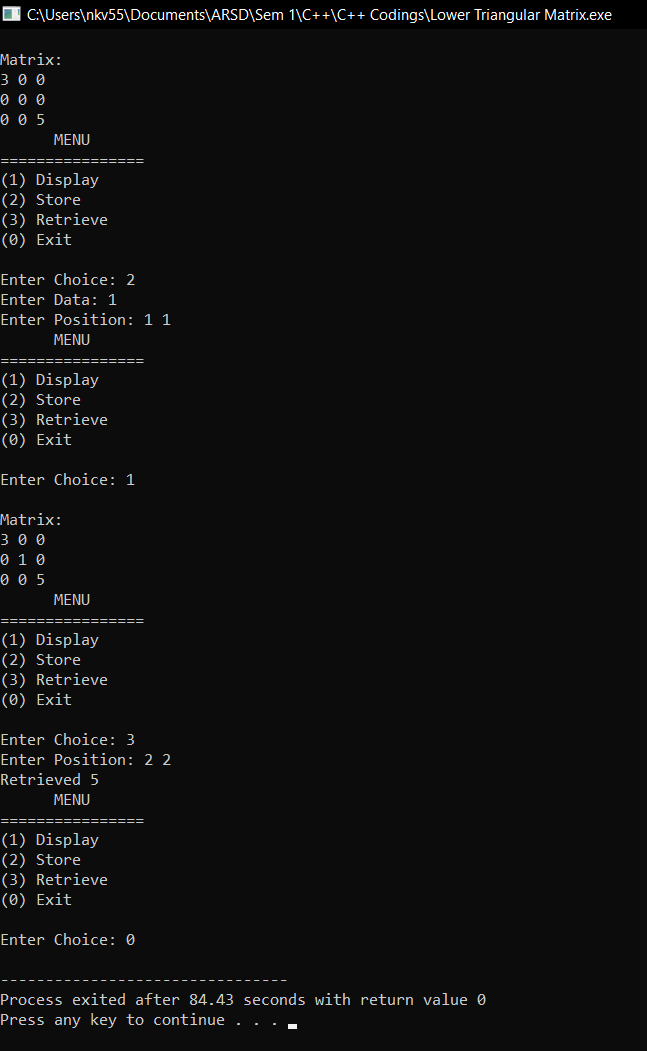 C:\Users\nkv55\Documents\ARSD\Sem 1\C++\C++ Codings\Lower Triangular Matrix.exe
Matrix:
3 0 0
0 0 0
0 0 5
      MENU
================
(1) Display
(2) Store
(3) Retrieve
(0) Exit

Enter Choice: 2
Enter Data: 1
Enter Position: 1 1
      MENU
================
(1) Display
(2) Store
(3) Retrieve
(0) Exit

Enter Choice: 1

Matrix:
3 0 0
0 1 0
0 0 5
      MENU
================
(1) Display
(2) Store
(3) Retrieve
(0) Exit

Enter Choice: 3
Enter Position: 2 2
Retrieved 5
      MENU
================
(1) Display
(2) Store
(3) Retrieve
(0) Exit

Enter Choice: 0

--------------------------------
Process exited after 84.43 seconds with return value 0
Press any key to continue . . .